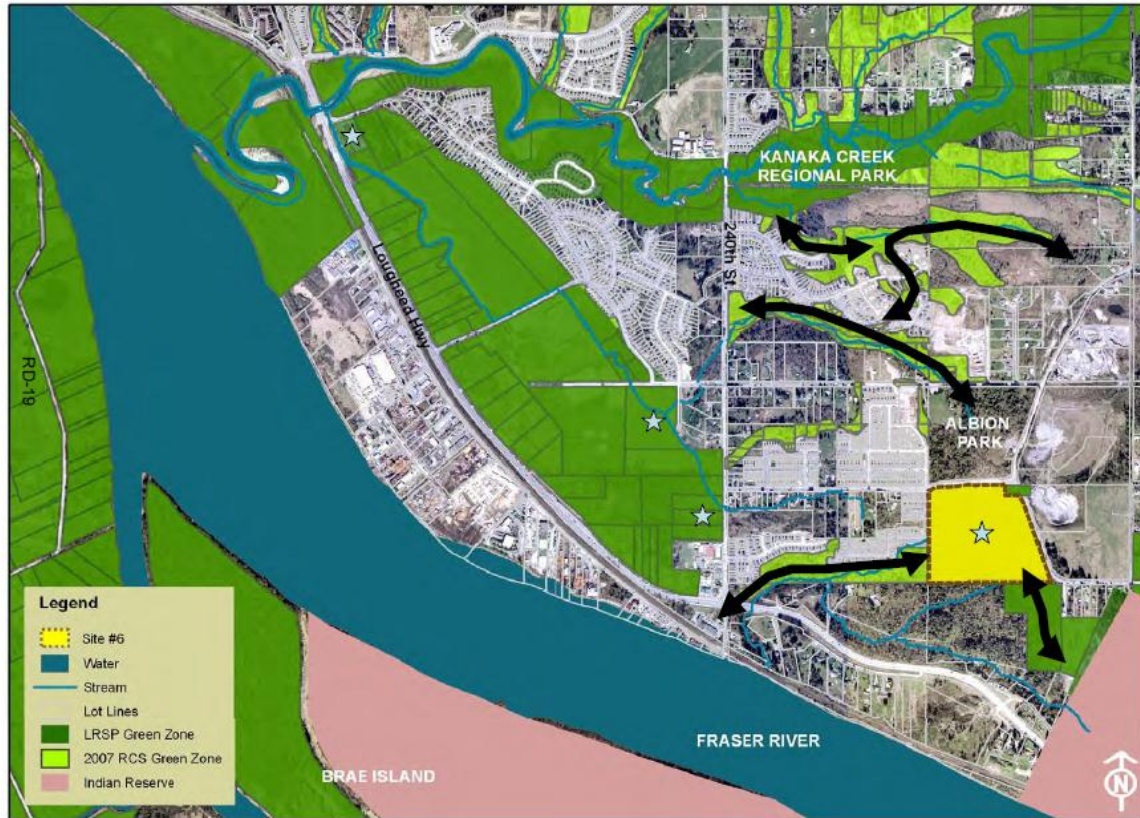 KANAKA CREEK
REGIONAL PARK
240th St
Lougheed Hwy
RD-19
ALBION
PARK
Legend
Site #6
Water
Stream
Lot Lines
LRSP Green Zone
2007 RCS Green Zone
Indian Reserve
FRASER RIVER
BRAE ISLAND
N